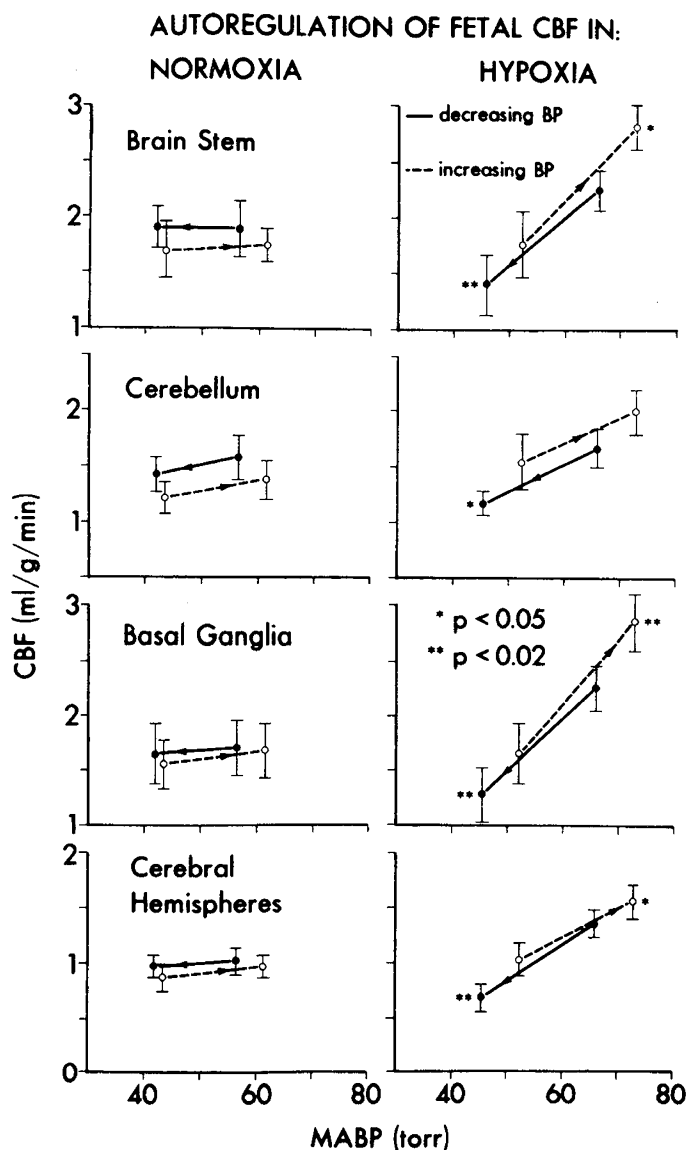 AUTOREGULATION OF FETAL CBF IN:
NORMOXIA
HYPOXIA
3
Brain Stem
2
1
decreasing BP
increasing BP
*
**
Cerebellum
2
1
*
CBF (ml/g/min)
3
Basal Ganglia
2
1
* p < 0.05
** p < 0.02
**
**
2
Cerebral
Hemispheres
1
0
*
**
40 60 80
40 60 80
MABP (torr)